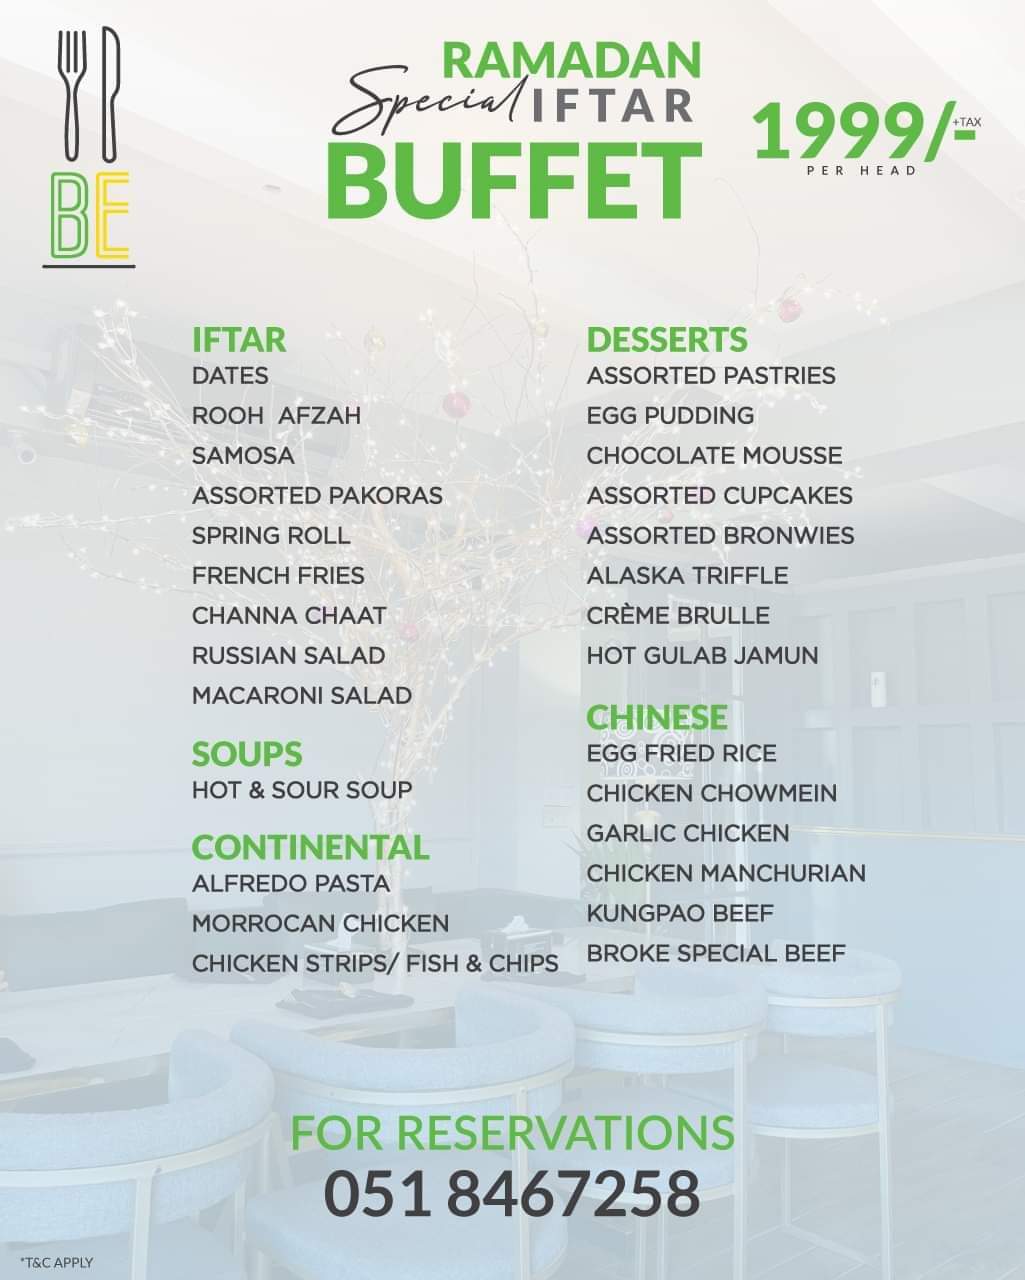 BE
RAMADAN
Special IFTAR
BUFFET
1999/- +TAX
PER HEAD
IFTAR
DATES
ROOH AFZAH
SAMOSA
ASSORTED PAKORAS
SPRING ROLL
FRENCH FRIES
CHANNA CHAAT
RUSSIAN SALAD
MACARONI SALAD
SOUPS
HOT & SOUR SOUP
CONTINENTAL
ALFREDO PASTA
MORROCAN CHICKEN
CHICKEN STRIPS/ FISH & CHIPS
DESSERTS
ASSORTED PASTRIES
EGG PUDDING
CHOCOLATE MOUSSE
ASSORTED CUPCAKES
ASSORTED BRONWIES
ALASKA TRIFFLE
CRÈME BRULLE
HOT GULAB JAMUN
CHINESE
EGG FRIED RICE
CHICKEN CHOWMEIN
GARLIC CHICKEN
CHICKEN MANCHURIAN
KUNGPAO BEEF
BROKE SPECIAL BEEF
FOR RESERVATIONS
051 8467258
*T&C APPLY